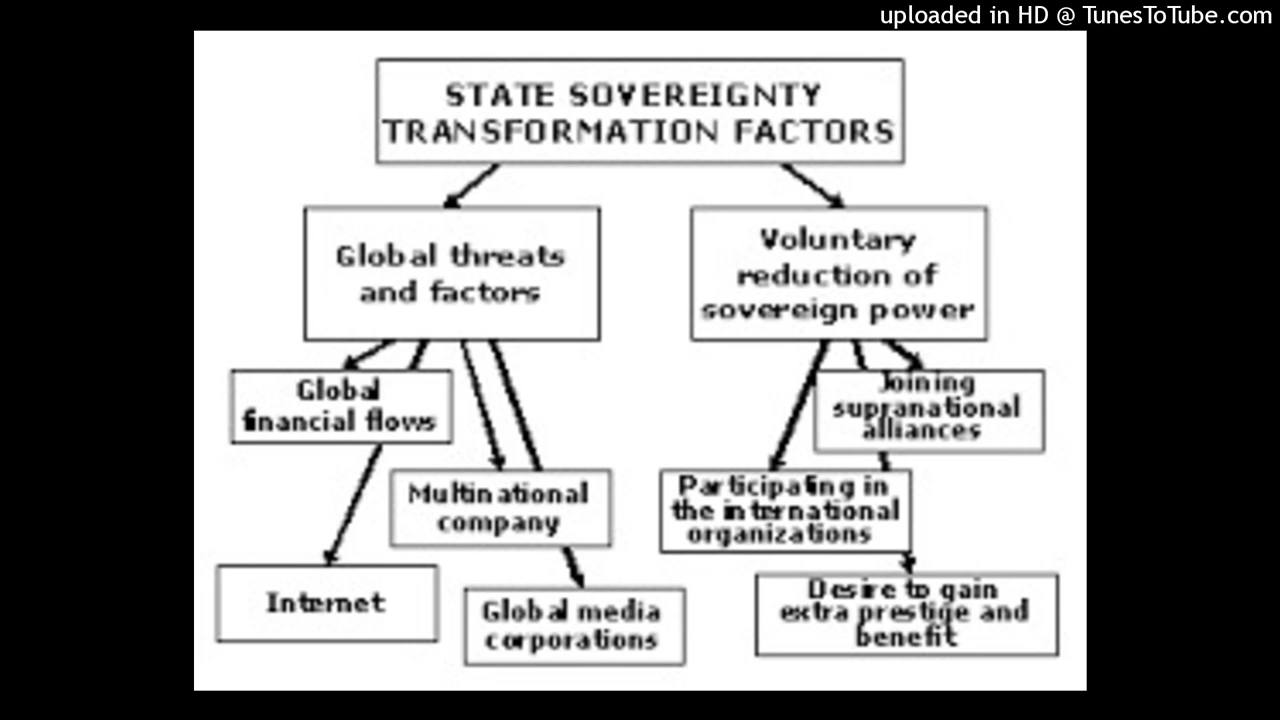 uploaded in HD @ TunesToTube.com
STATE SOVEREIGNTY
TRANSFORMATION FACTORS
Global threats
and factors
Voluntary
reduction of
sovereign power
Global
financial flows
Joining
supranational
alliances
Multinational
company
Participating in
the international
organizations
Internet
Global media
corporations
Desire to gain
extra prestige and
benefit